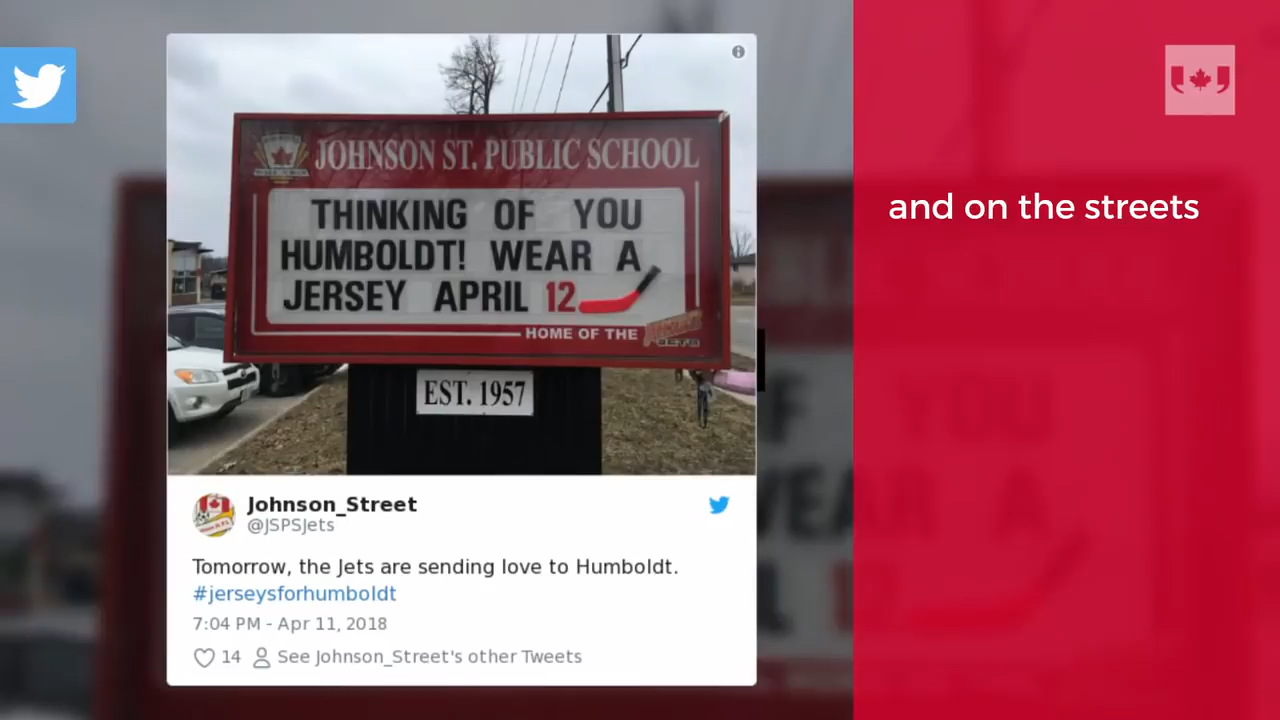 JOHNSON ST. PUBLIC SCHOOL
THINKING OF YOU
HUMBOLDT! WEAR A
JERSEY APRIL 12
HOME OF THE
JETS
EST. 1957
Johnson_Street
@JSPSJets
Tomorrow, the Jets are sending love to Humboldt.
#jerseysforhumboldt
7:04 PM - Apr 11, 2018
14 See Johnson_Street's other Tweets
and on the streets